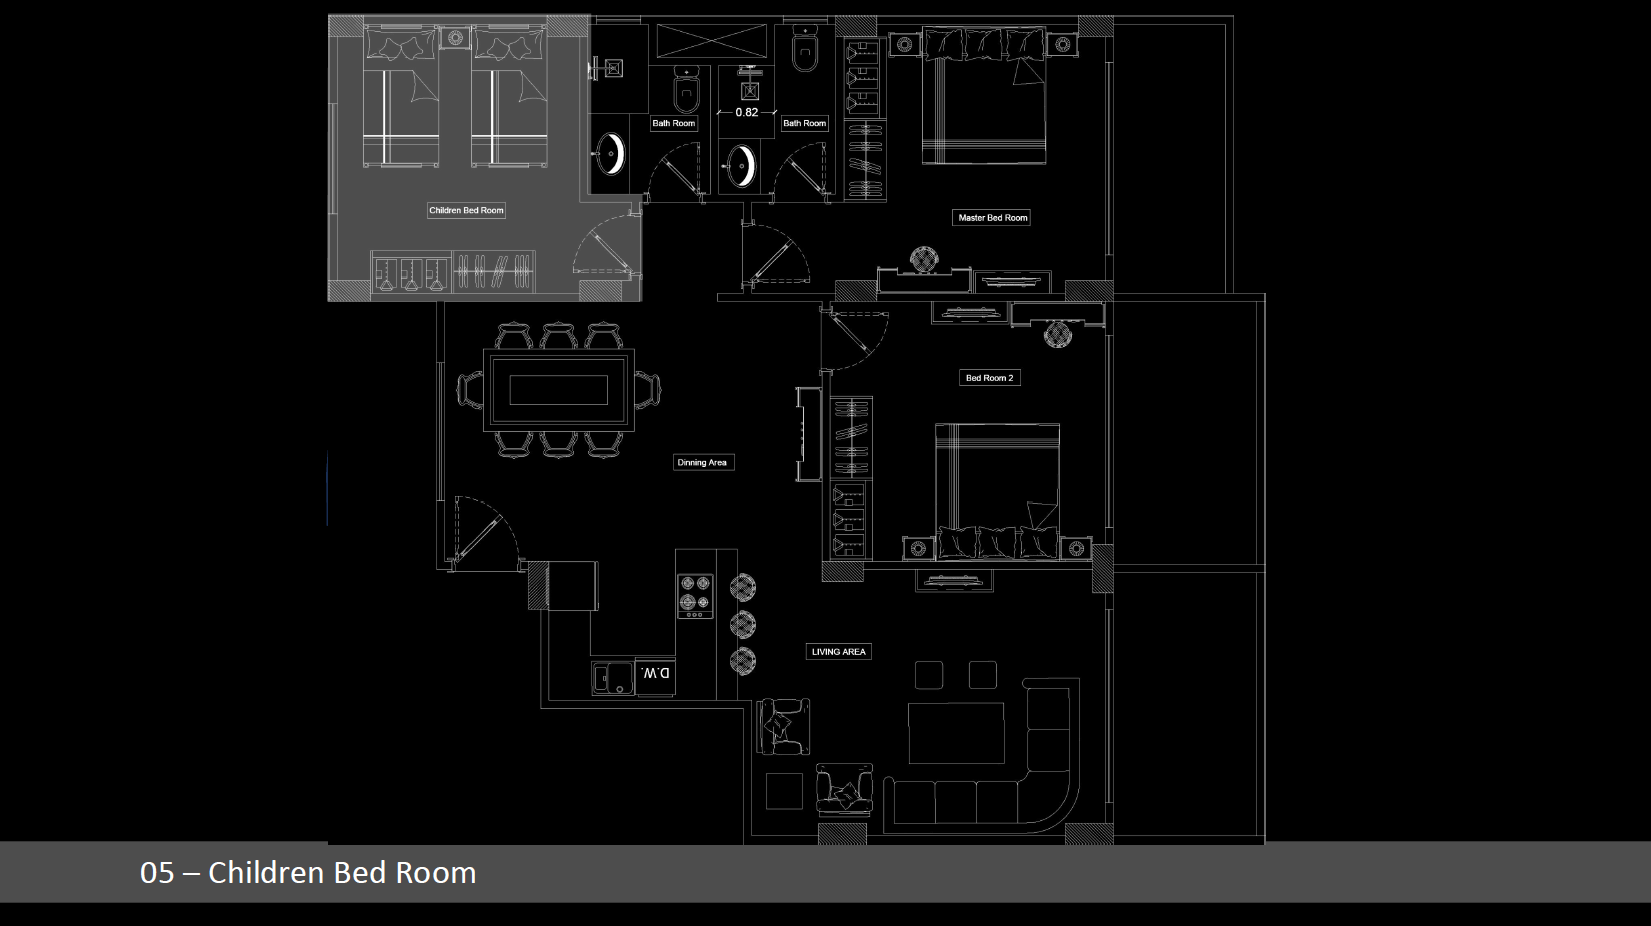 0.82
Bath Room
Bath Room
Children Bed Room
Master Bed Room
Bed Room 2
Dinning Area
LIVING AREA
D.W.
05 – Children Bed Room